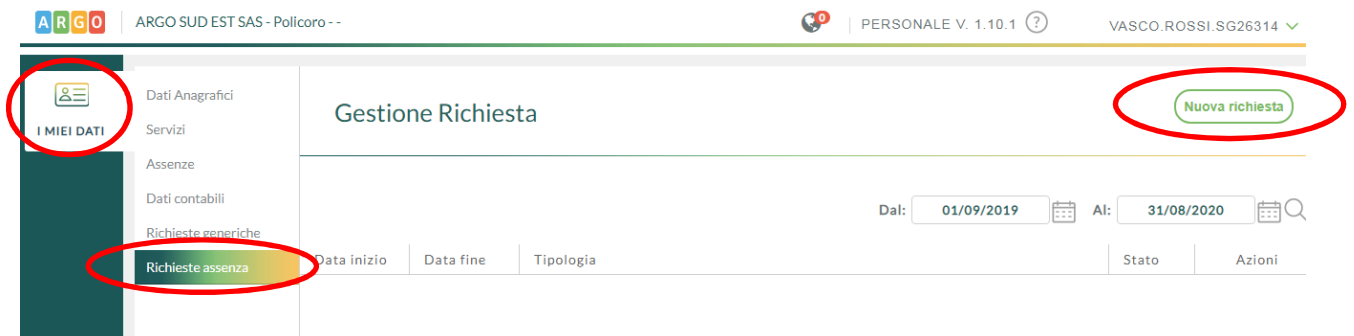 ARGO ARGO SUD EST SAS - Policoro - - 0 PERSONALE V. 1.10.1 ? VASCO.ROSSI.SG26314
I MIEI DATI
Dati Anagrafici
Servizi
Assenze
Dati contabili
Richieste generiche
Richieste assenza
Gestione Richiesta
Nuova richiesta
Dal: 01/09/2019 Al: 31/08/2020
Data inizio Data fine Tipologia Stato Azioni